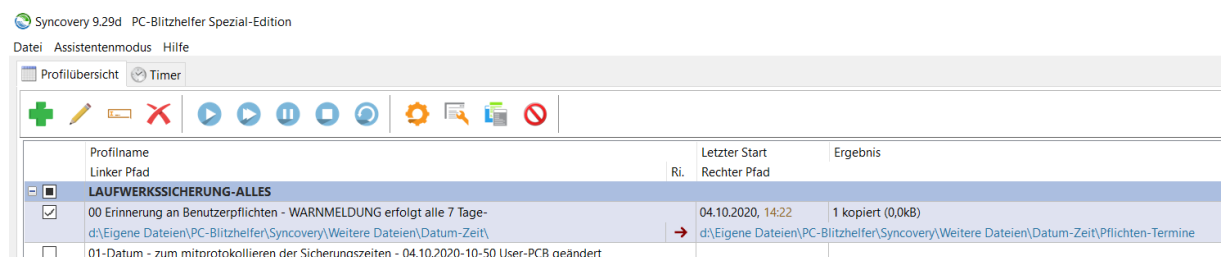 Syncovery 9.29d PC-Blitzhelfer Spezial-Edition
Datei Assistentenmodus Hilfe
Profilübersicht Timer
Profilname Letzter Start Ergebnis
Linker Pfad Ri. Rechter Pfad
LAUFWERKSSICHERUNG-ALLES
00 Erinnerung an Benutzerpflichten - WARNMELDUNG erfolgt alle 7 Tage- 04.10.2020, 14:22 1 kopiert (0,0kB)
d:\Eigene Dateien\PC-Blitzhelfer\Syncovery\Weitere Dateien\Datum-Zeit\ d:\Eigene Dateien\PC-Blitzhelfer\Syncovery\Weitere Dateien\Datum-Zeit\Pflichten-Termine
01-Datum - zum mitprotokollieren der Sicherungszeiten - 04.10.2020-10-50 User-PCB geändert